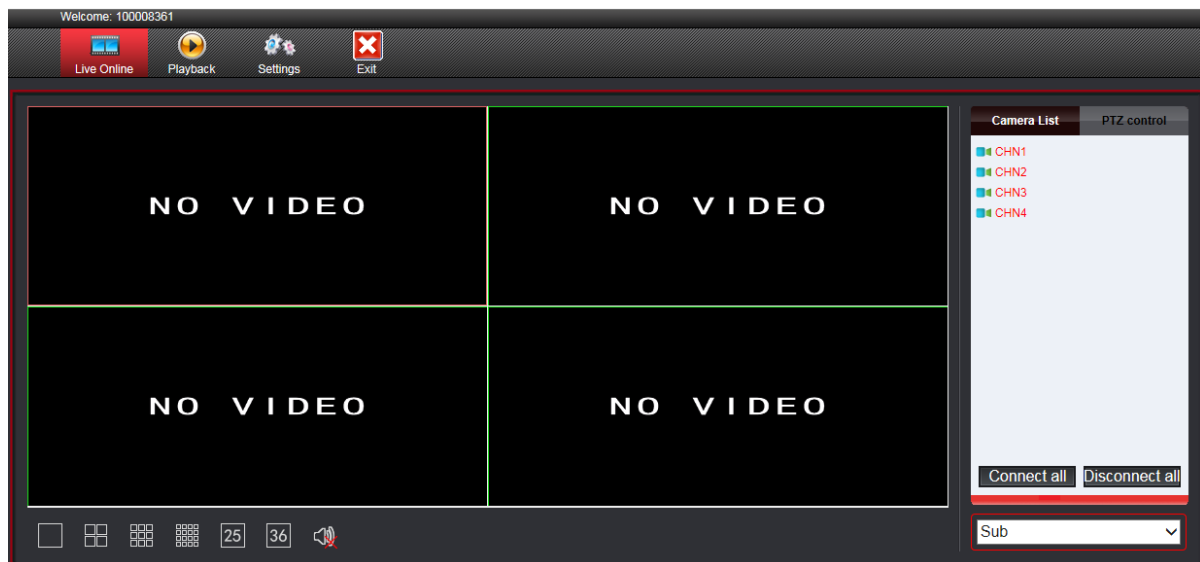 Welcome: 100008361
Live Online Playback Settings Exit
Camera List PTZ control
CHN1
CHN2
CHN3
CHN4
NO VIDEO NO VIDEO
NO VIDEO NO VIDEO
Connect all Disconnect all
25 36
Sub